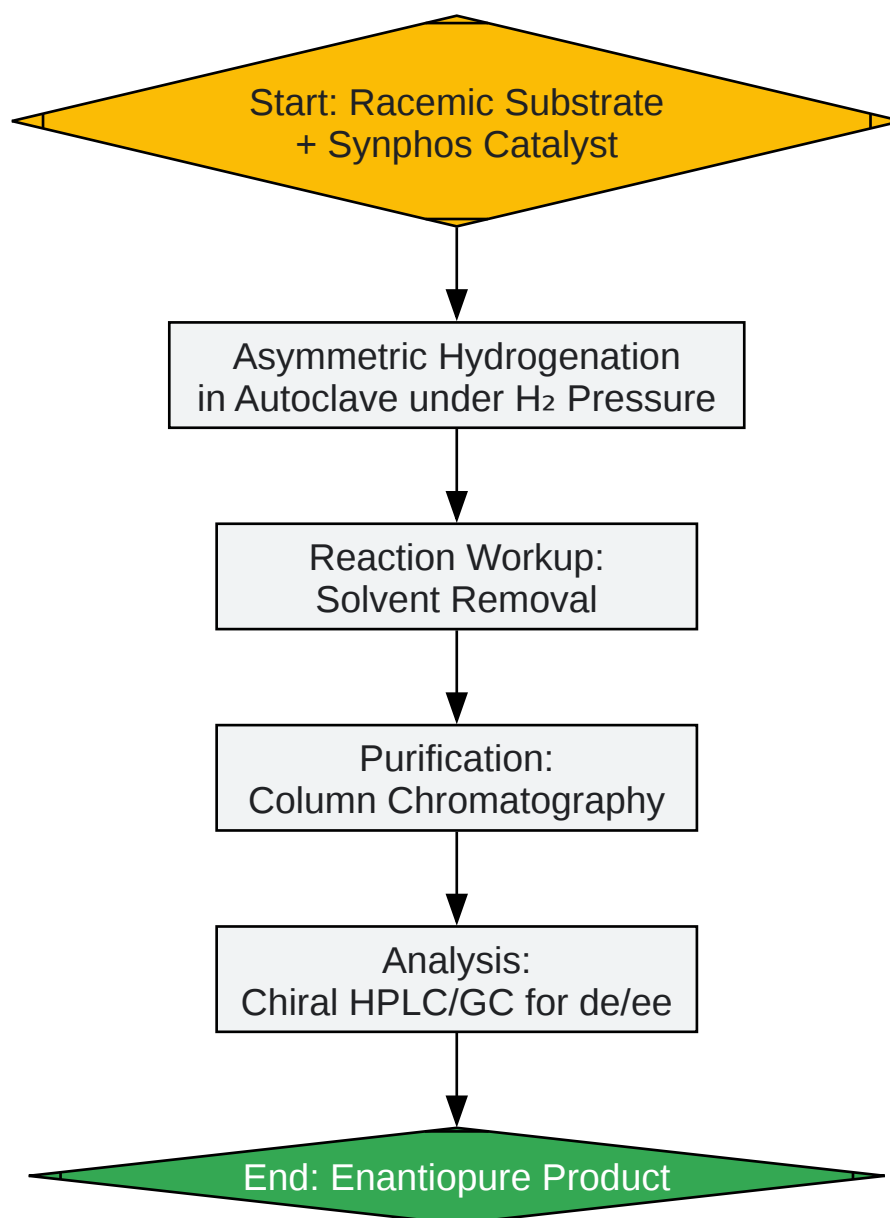 Start: Racemic Substrate
+ Synphos Catalyst
Asymmetric Hydrogenation
in Autoclave under H₂ Pressure
Reaction Workup:
Solvent Removal
Purification:
Column Chromatography
Analysis:
Chiral HPLC/GC for de/ee
End: Enantiopure Product